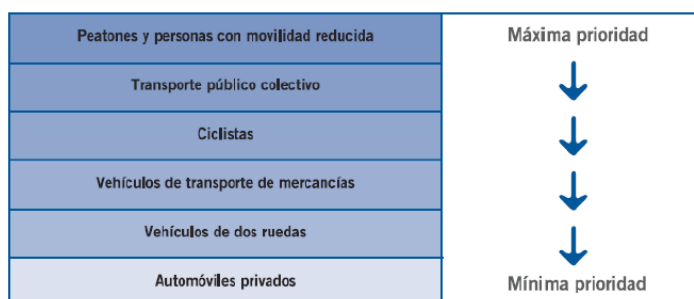 Peatones y personas con movilidad reducida
Máxima prioridad
Transporte público colectivo
Ciclistas
Vehículos de transporte de mercancías
Vehículos de dos ruedas
Automóviles privados
Mínima prioridad